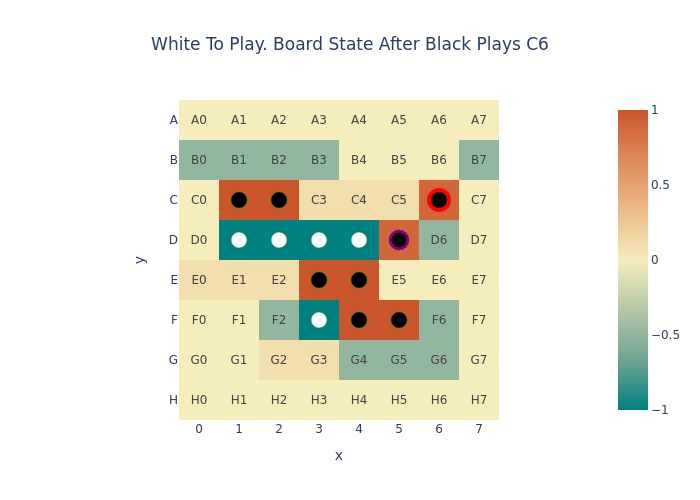 White To Play. Board State After Black Plays C6
A A0 A1 A2 A3 A4 A5 A6 A7
B B0 B1 B2 B3 B4 B5 B6 B7
C C0 C3 C4 C5 C7
D D0 D6 D7
E E0 E1 E2 E5 E6 E7
F F0 F1 F2 F6 F7
G G0 G1 G2 G3 G4 G5 G6 G7
H H0 H1 H2 H3 H4 H5 H6 H7
0 1 2 3 4 5 6 7
x
y
1
0.5
0
−0.5
−1